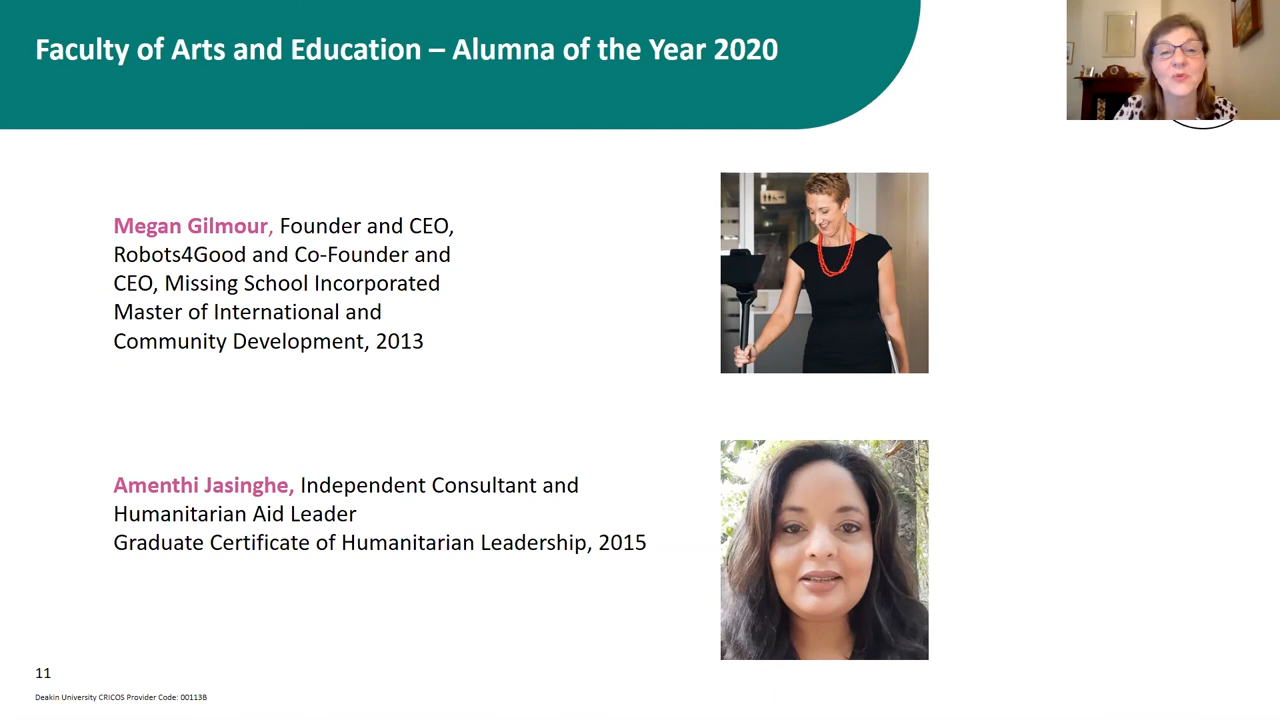 Faculty of Arts and Education – Alumna of the Year 2020
Megan Gilmour, Founder and CEO,
Robots4Good and Co-Founder and
CEO, Missing School Incorporated
Master of International and
Community Development, 2013
Amenthi Jasinghe, Independent Consultant and
Humanitarian Aid Leader
Graduate Certificate of Humanitarian Leadership, 2015
11
Deakin University CRICOS Provider Code: 00113B